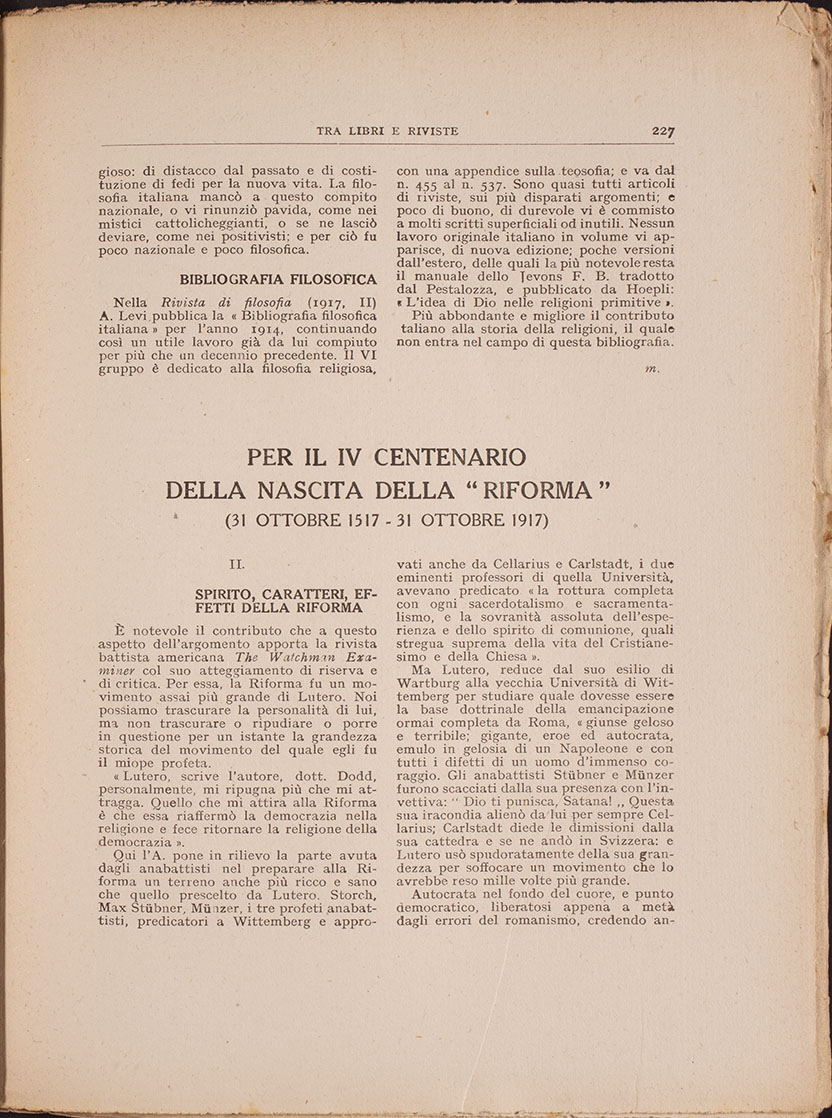 TRA LIBRI E RIVISTE 227
gioso: di distacco dal passato e di costi-
tuzione di fedi per la nuova vita. La filo-
sofia italiana mancò a questo compito
nazionale, o vi rinunziò pavida, come nei
mistici cattolicheggianti, o se ne lasciò
deviare, come nei positivisti; e per ciò fu
poco nazionale e poco filosofica.
BIBLIOGRAFIA FILOSOFICA
Nella Rivista di filosofia (1917, II)
A. Levi pubblica la « Bibliografia filosofica
italiana » per l'anno 1914, continuando
così un utile lavoro già da lui compiuto
per più che un decennio precedente. Il VI
gruppo è dedicato alla filosofia religiosa,
con una appendice sulla teosofia; e va dal
n. 455 al n. 537. Sono quasi tutti articoli
di riviste, sui più disparati argomenti; e
poco di buono, di durevole vi è commisto
a molti scritti superficiali od inutili. Nessun
lavoro originale italiano in volume vi ap-
parisce, di nuova edizione; poche versioni
dall'estero, delle quali la più notevole resta
il manuale dello Jevons F. B. tradotto
dal Pestalozza, e pubblicato da Hoepli:
« L'idea di Dio nelle religioni primitive ».
Più abbondante e migliore il contributo
taliano alla storia della religioni, il quale
non entra nel campo di questa bibliografia.
m.
PER IL IV CENTENARIO
DELLA NASCITA DELLA “ RIFORMA ”
(31 OTTOBRE 1517 - 31 OTTOBRE 1917)
II.
SPIRITO, CARATTERI, EF-
FETTI DELLA RIFORMA
È notevole il contributo che a questo
aspetto dell'argomento apporta la rivista
battista americana The Watchman Exa-
miner col suo atteggiamento di riserva e
di critica. Per essa, la Riforma fu un mo-
vimento assai più grande di Lutero. Noi
possiamo trascurare la personalità di lui,
ma non trascurare o ripudiare o porre
in questione per un istante la grandezza
storica del movimento del quale egli fu
il miope profeta.
« Lutero, scrive l'autore, dott. Dodd,
personalmente, mi ripugna più che mi at-
tragga. Quello che mi attira alla Riforma
è che essa riaffermò la democrazia nella
religione e fece ritornare la religione della
democrazia ».
Qui l'A. pone in rilievo la parte avuta
dagli anabattisti nel preparare alla Ri-
forma un terreno anche più ricco e sano
che quello prescelto da Lutero. Storch,
Max Stübner, Münzer, i tre profeti anabat-
tisti, predicatori a Wittemberg e appro-
vati anche da Cellarius e Carlstadt, i due
eminenti professori di quella Università,
avevano predicato « la rottura completa
con ogni sacerdotalismo e sacramenta-
lismo, e la sovranità assoluta dell'espe-
rienza e dello spirito di comunione, quali
stregua suprema della vita del Cristiane-
simo e della Chiesa ».
Ma Lutero, reduce dal suo esilio di
Wartburg alla vecchia Università di Wit-
temberg per studiare quale dovesse essere
la base dottrinale della emancipazione
ormai completa da Roma, « giunse geloso
e terribile; gigante, eroe ed autocrata,
emulo in gelosia di un Napoleone e con
tutti i difetti di un uomo d'immenso co-
raggio. Gli anabattisti Stübner e Münzer
furono scacciati dalla sua presenza con l'in-
vettiva: “ Dio ti punisca, Satana! ,, Questa
sua iracondia alienò da lui per sempre Cel-
larius; Carlstadt diede le dimissioni dalla
sua cattedra e se ne andò in Svizzera: e
Lutero usò spudoratamente della sua gran-
dezza per soffocare un movimento che lo
avrebbe reso mille volte più grande.
Autocrata nel fondo del cuore, e punto
democratico, liberatosi appena a metà
dagli errori del romanismo, credendo an-